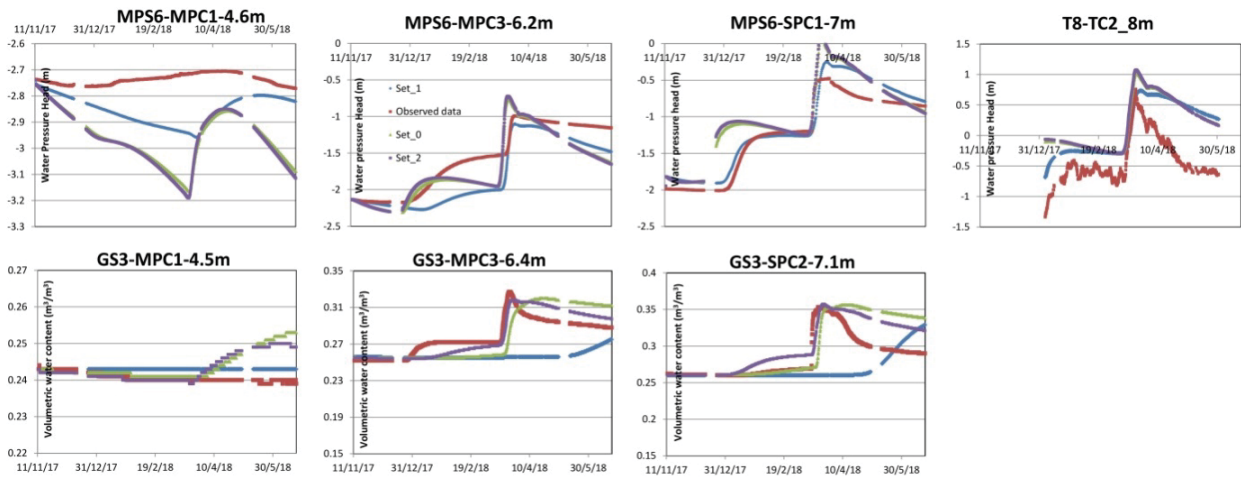 MPS6-MPC1-4.6m
11/11/17 31/12/17 19/2/18 10/4/18 30/5/18
-2.6
-2.7
-2.8
-2.9
-3
-3.1
-3.2
-3.3
Water Pressure Head (m)
MPS6-MPC3-6.2m
0
-0.5
-1
-1.5
-2
-2.5
11/11/17 31/12/17 19/2/18 10/4/18 30/5/18
Water Pressure Head (m)
Set_1
Observed data
Set_0
Set_2
MPS6-SPC1-7m
0
-0.5
-1
-1.5
-2
-2.5
11/11/17 31/12/17 19/2/18 10/4/18 30/5/18
Water pressure Head (m)
T8-TC2_8m
1.5
1
0.5
0
-0.5
-1
-1.5
11/11/17 31/12/17 19/2/18 10/4/18 30/5/18
Water pressure Head (m)
GS3-MPC1-4.5m
0.27
0.26
0.25
0.24
0.23
0.22
Volumetric water content (m³/m³)
11/11/17 31/12/17 19/2/18 10/4/18 30/5/18
GS3-MPC3-6.4m
0.35
0.31
0.27
0.23
0.19
0.15
Volumetric water content (m³/m³)
11/11/17 31/12/17 19/2/18 10/4/18 30/5/18
GS3-SPC2-7.1m
0.4
0.35
0.3
0.25
0.2
0.15
Volumetric water content (m³/m³)
11/11/17 31/12/17 19/2/18 10/4/18 30/5/18